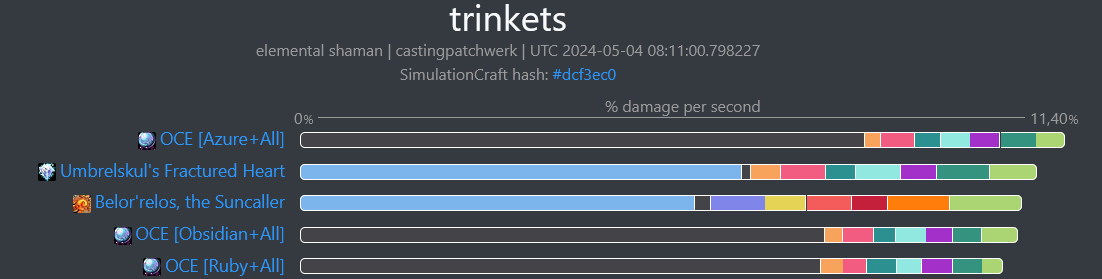 trinkets
elemental shaman | castingpatchwerk | UTC 2024-05-04 08:11:00.798227
SimulationCraft hash: #dcf3ec0
% damage per second
0% 11,40%
OCE [Azure+All]
Umbrelskul's Fractured Heart
Belor'relos, the Suncaller
OCE [Obsidian+All]
OCE [Ruby+All]